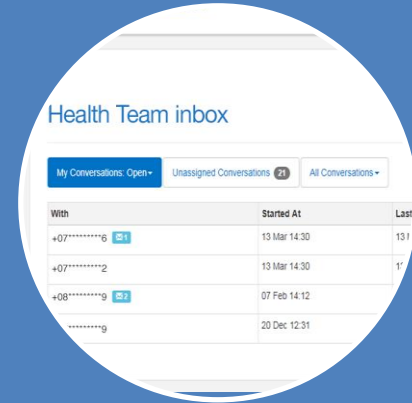 Health Team inbox
My Conversations: Open Unassigned Conversations 21 All Conversations
With Started At Last
+07*********6 1 13 Mar 14:30 13
+07*********2 13 Mar 14:30
+08*********9 2 07 Feb 14:12
*********9 20 Dec 12:31